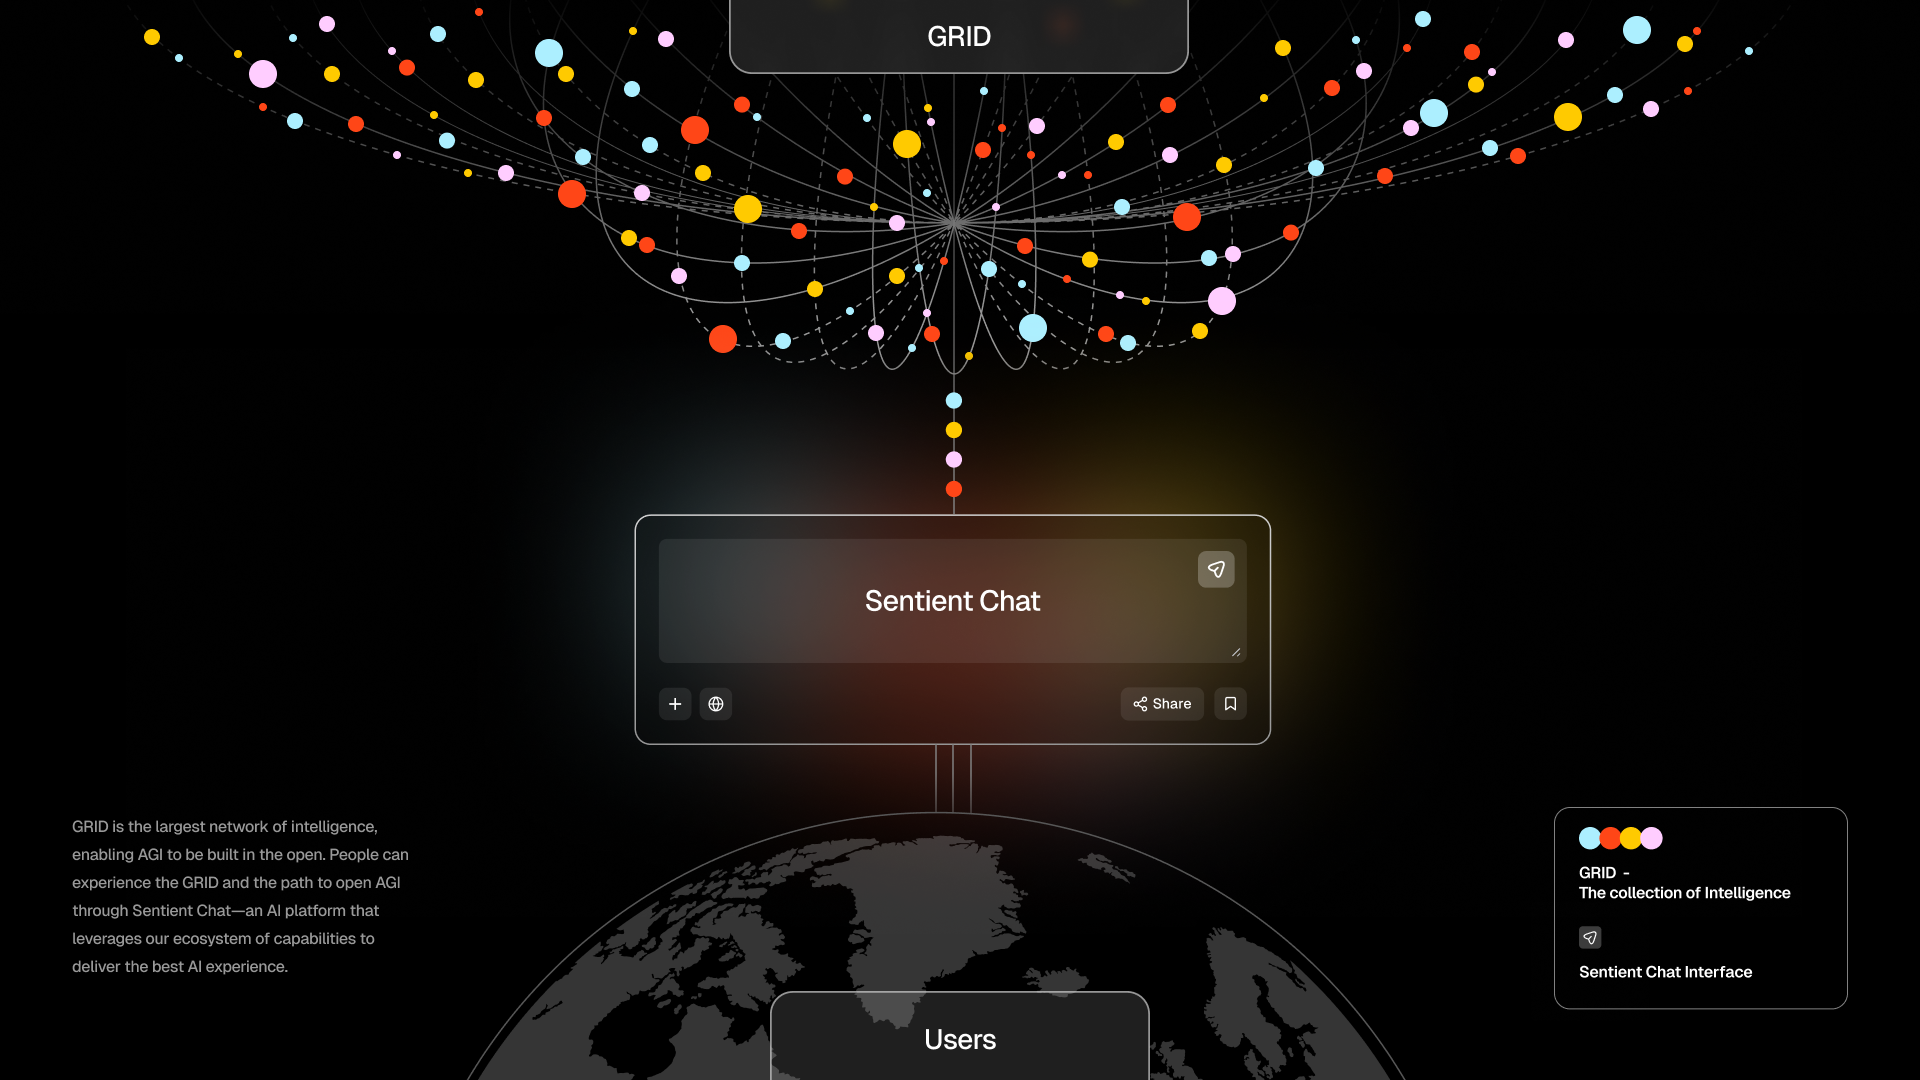 GRID
Sentient Chat
Share
GRID is the largest network of intelligence,
enabling AGI to be built in the open. People can
experience the GRID and the path to open AGI
through Sentient Chat—an AI platform that
leverages our ecosystem of capabilities to
deliver the best AI experience.
GRID -
The collection of Intelligence
Sentient Chat Interface
Users